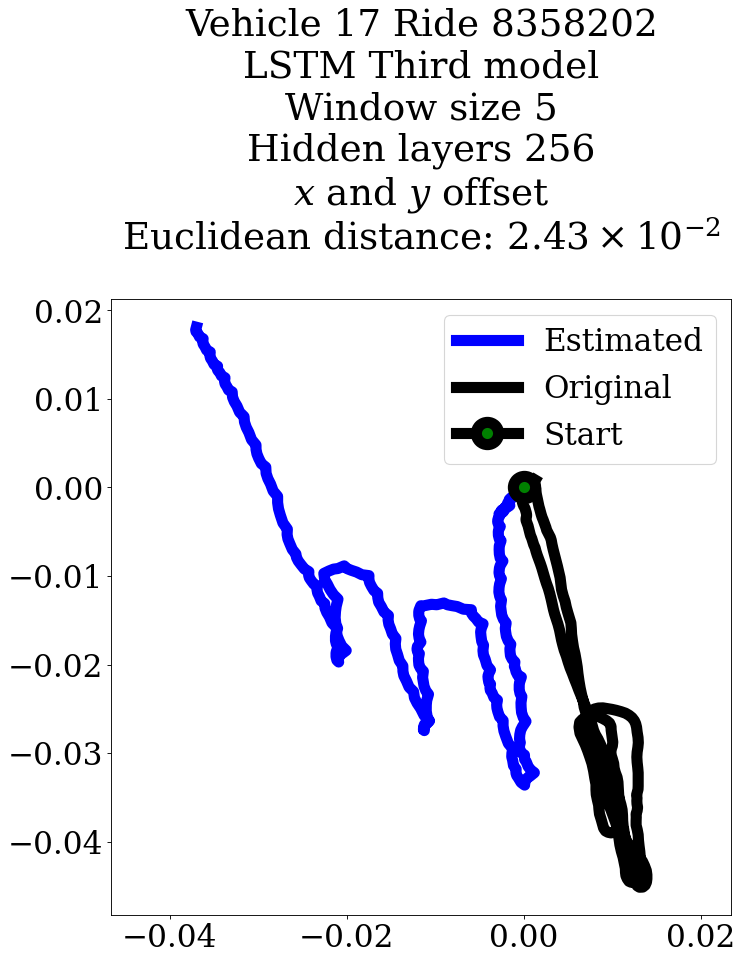 Vehicle 17 Ride 8358202
LSTM Third model
Window size 5
Hidden layers 256
x and y offset
Euclidean distance: 2.43 × 10⁻²
Estimated
Original
Start
0.02
0.01
0.00
−0.01
−0.02
−0.03
−0.04
−0.04 −0.02 0.00 0.02